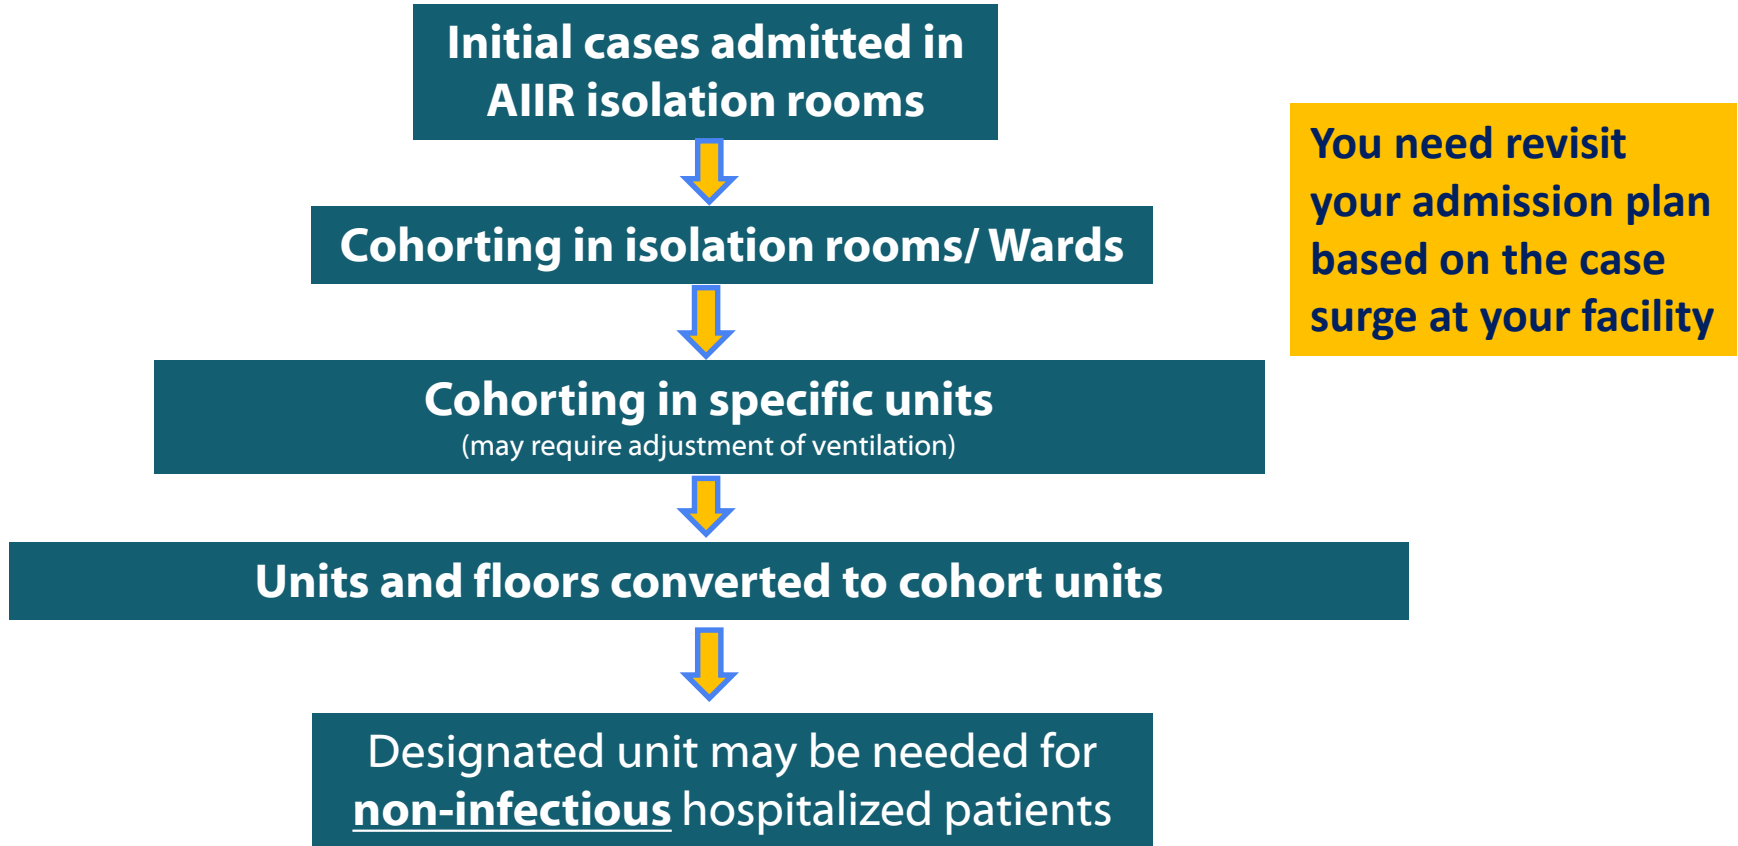 Initial cases admitted in
AIIR isolation rooms
You need revisit
your admission plan
based on the case
surge at your facility
Cohorting in isolation rooms/ Wards
Cohorting in specific units
(may require adjustment of ventilation)
Units and floors converted to cohort units
Designated unit may be needed for
non-infectious hospitalized patients